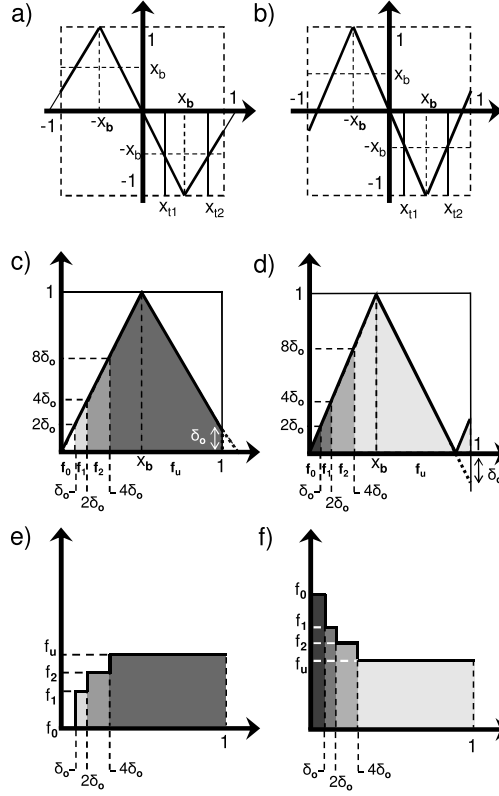 a)
1
x_b
x_b
-1
1
-x_b
-x_b
-1
x_t1
x_t2
b)
1
x_b
x_b
-1
1
-x_b
-x_b
-1
x_t1
x_t2
c)
1
8δ_o
4δ_o
2δ_o
δ_o
f_0
f_1
f_2
x_b
f_u
1
δ_o
2δ_o
4δ_o
d)
1
8δ_o
4δ_o
2δ_o
1
f_0
f_1
f_2
x_b
f_u
δ_o
δ_o
2δ_o
4δ_o
e)
f_u
f_2
f_1
f_0
1
δ_o
2δ_o
4δ_o
f)
f_0
f_1
f_2
f_u
1
δ_o
2δ_o
4δ_o